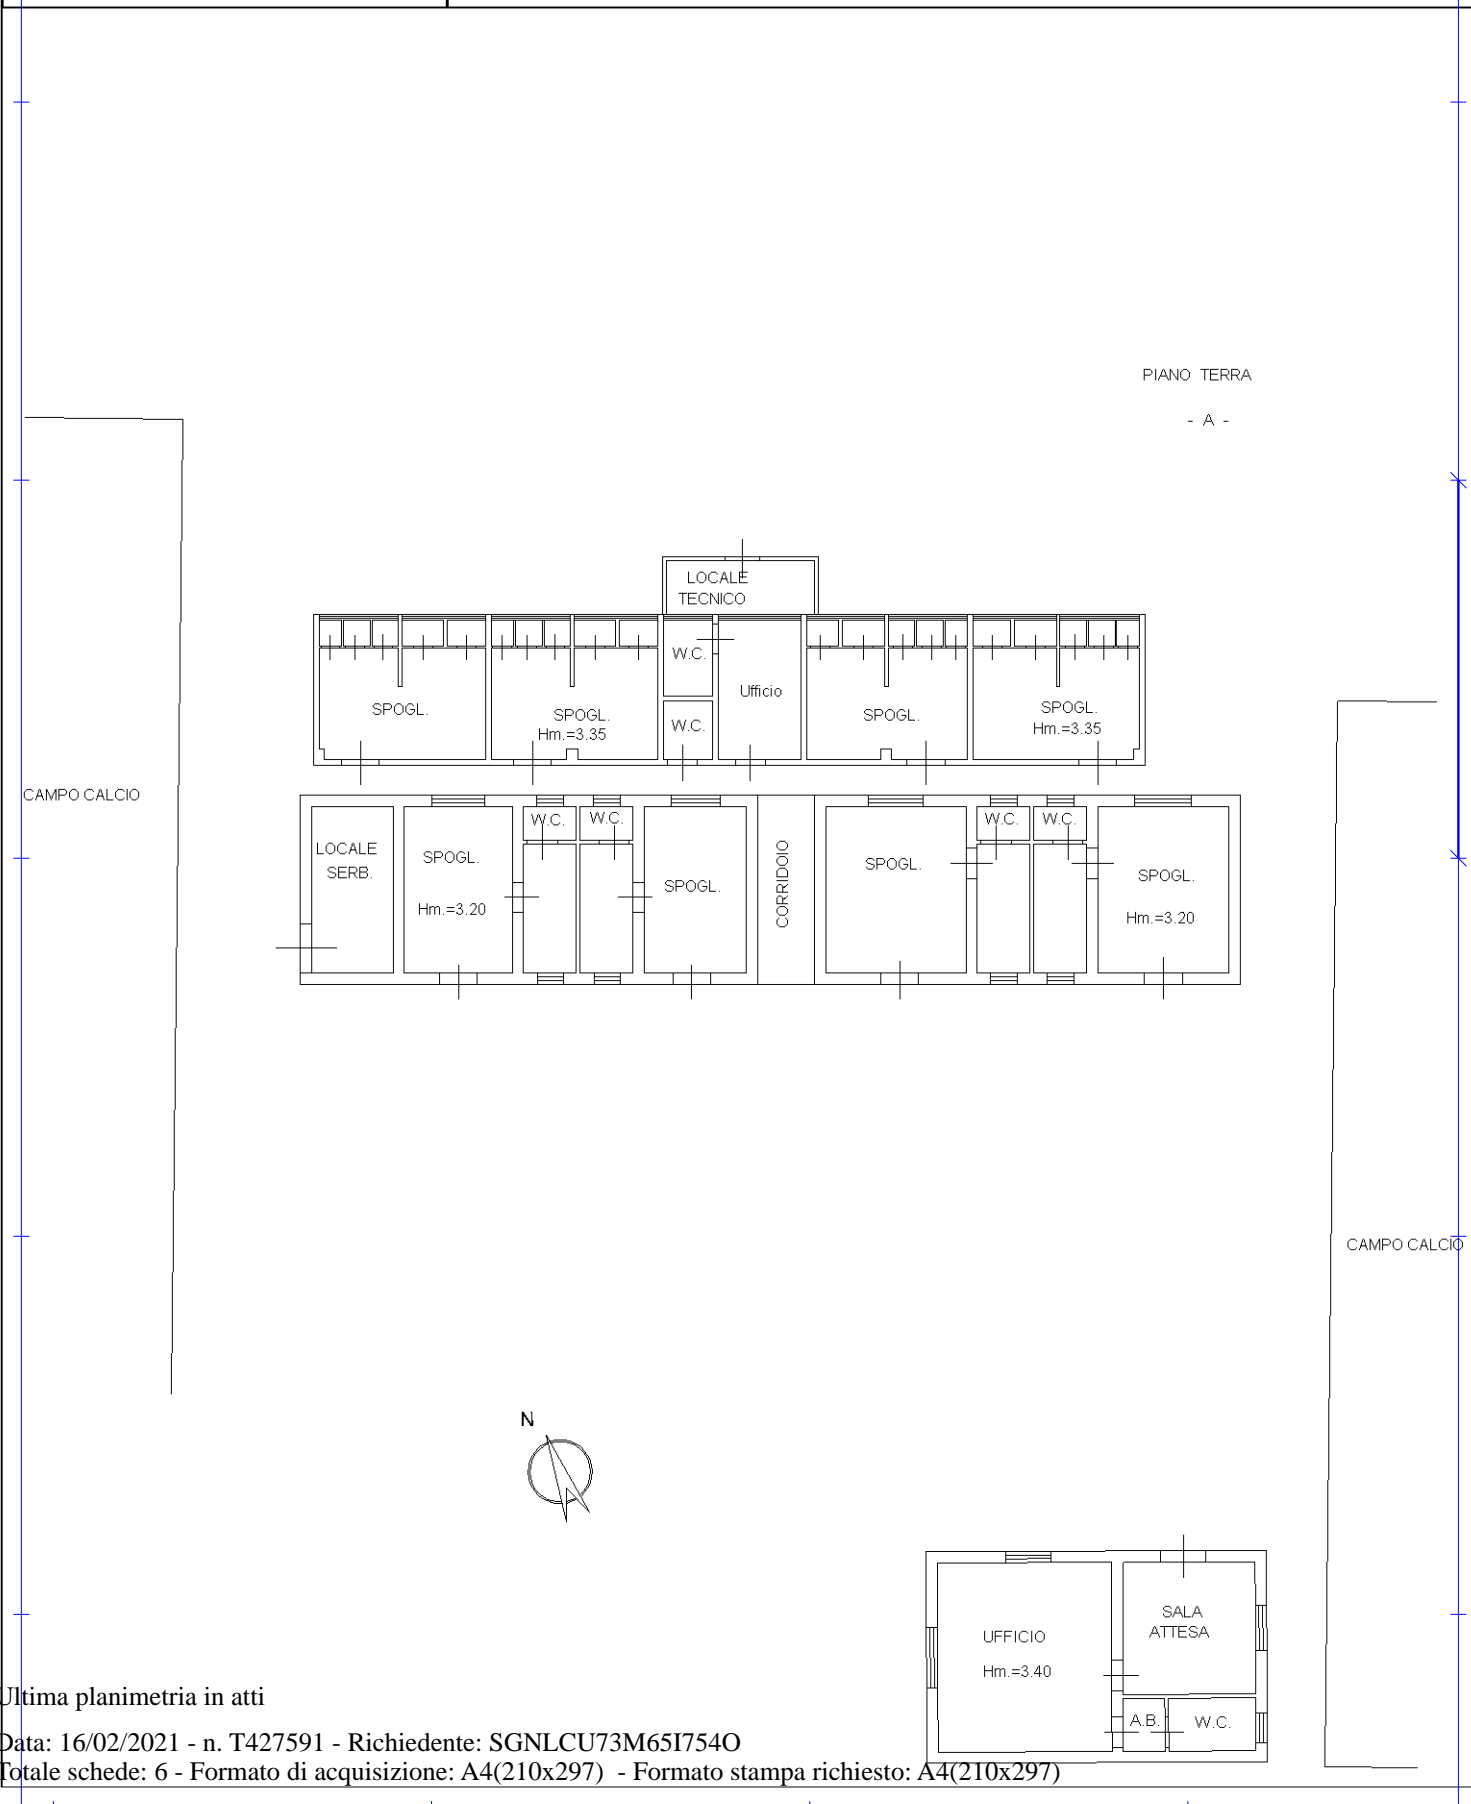 PIANO TERRA
- A -
LOCALE
TECNICO
W.C.
Ufficio
SPOGL.
SPOGL.
Hm.=3.35
W.C.
SPOGL.
SPOGL.
Hm.=3.35
CAMPO CALCIO
LOCALE
SERB.
SPOGL.
Hm.=3.20
W.C.
W.C.
SPOGL.
CORRIDOIO
SPOGL.
W.C.
W.C.
SPOGL.
Hm.=3.20
CAMPO CALCIO
N
UFFICIO
Hm.=3.40
SALA
ATTESA
A.B.
W.C.
Ultima planimetria in atti
Data: 16/02/2021 - n. T427591 - Richiedente: SGNLCU73M65I754O
Totale schede: 6 - Formato di acquisizione: A4(210x297) - Formato stampa richiesto: A4(210x297)